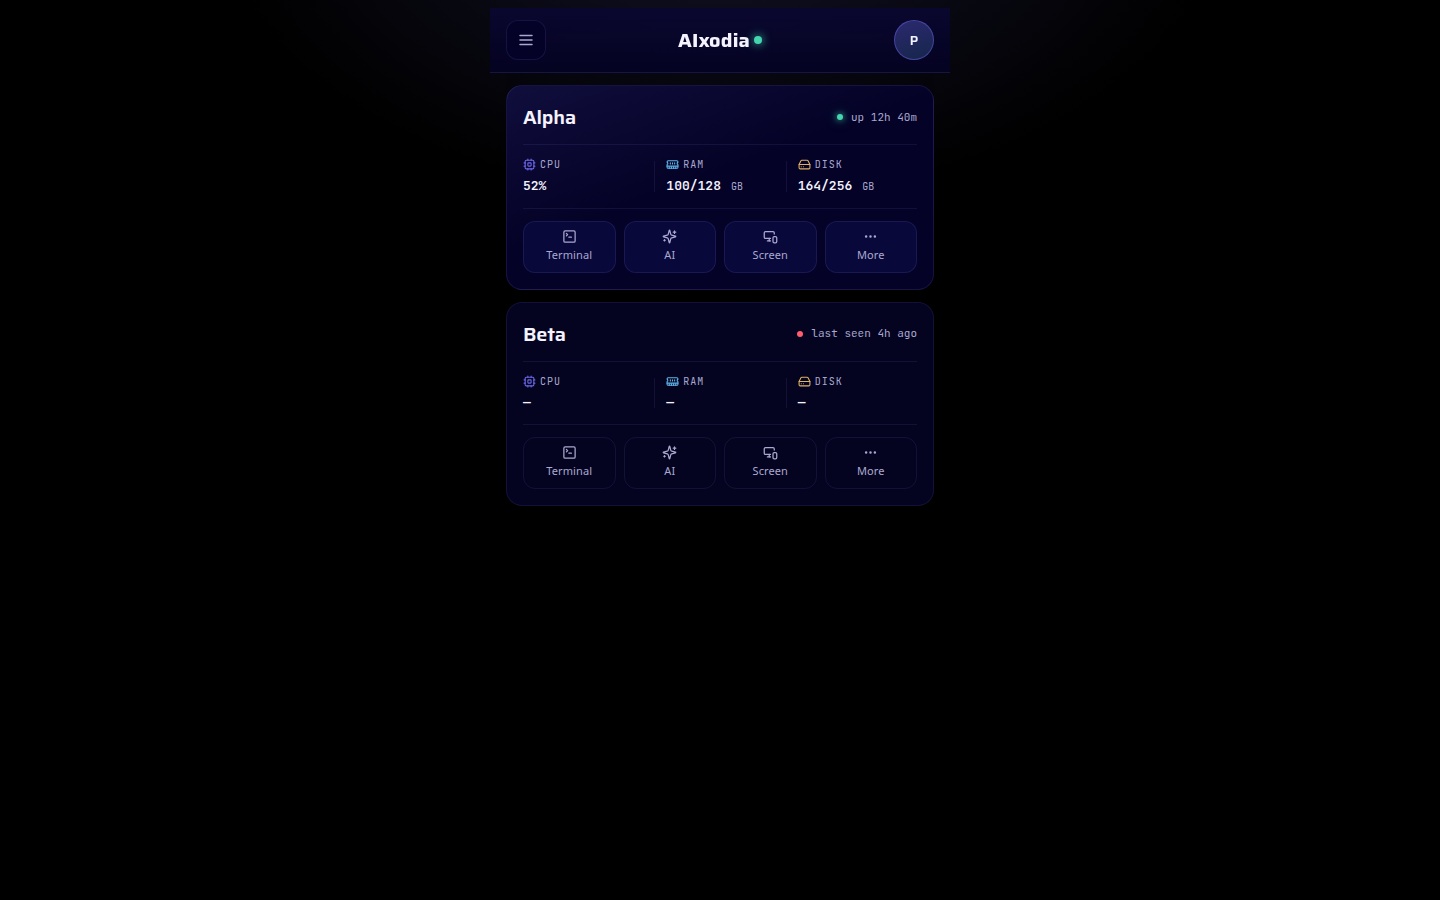 AIxodia
P
Alpha
up 12h 40m
CPU RAM DISK
52% 100/128 GB 164/256 GB
Terminal AI Screen More
Beta
last seen 4h ago
CPU RAM DISK
— — —
Terminal AI Screen More